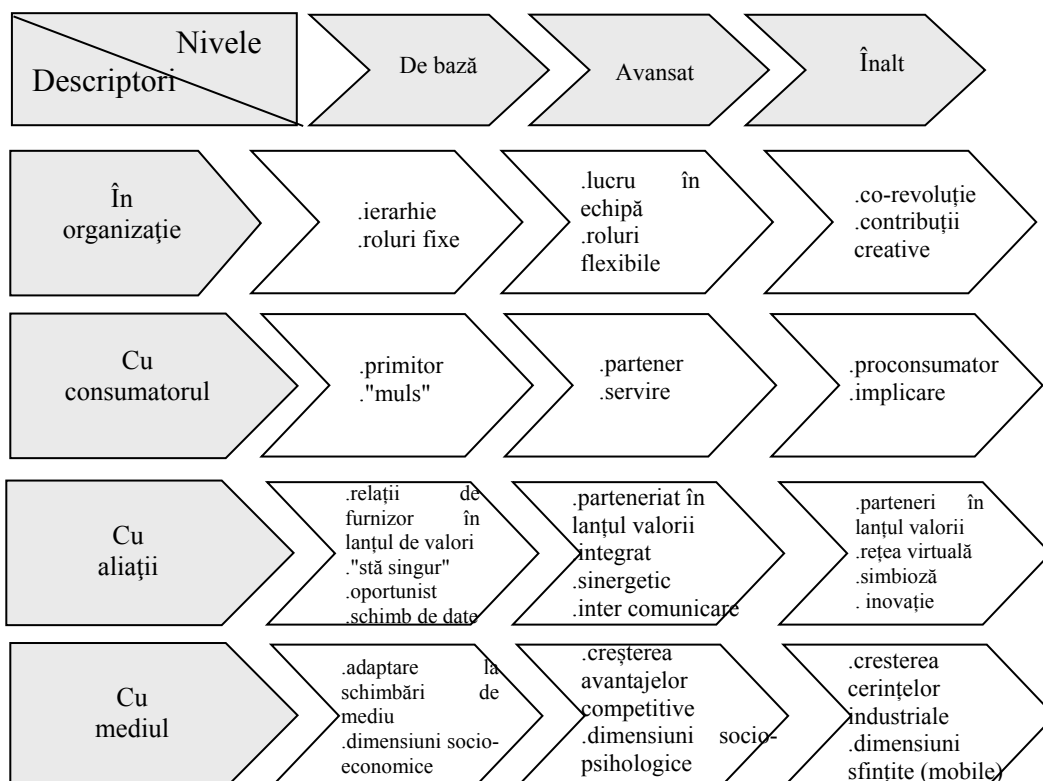 Nivele
Descriptori
De bază
Avansat
Înalt
În
organizaţie
.ierarhie
.roluri fixe
.lucru în
echipă
.roluri
flexibile
.co-revoluție
.contribuții
creative
Cu
consumatorul
.primitor
."muls"
.partener
.servire
.proconsumator
.implicare
Cu
aliaţii
.relații de
furnizor în
lanțul de valori
."stă singur"
.oportunist
.schimb de date
.parteneriat în
lanțul valorii
.integrat
.sinergetic
.inter comunicare
.parteneri în
lanțul valorii
.rețea virtuală
.simbioză
. inovație
Cu
mediul
.adaptare la
schimbări de
mediu
.dimensiuni socio-
economice
.creșterea
avantajelor
competitive
.dimensiuni socio-
psihologice
.cresterea
cerințelor
industriale
.dimensiuni
sfințite (mobile)